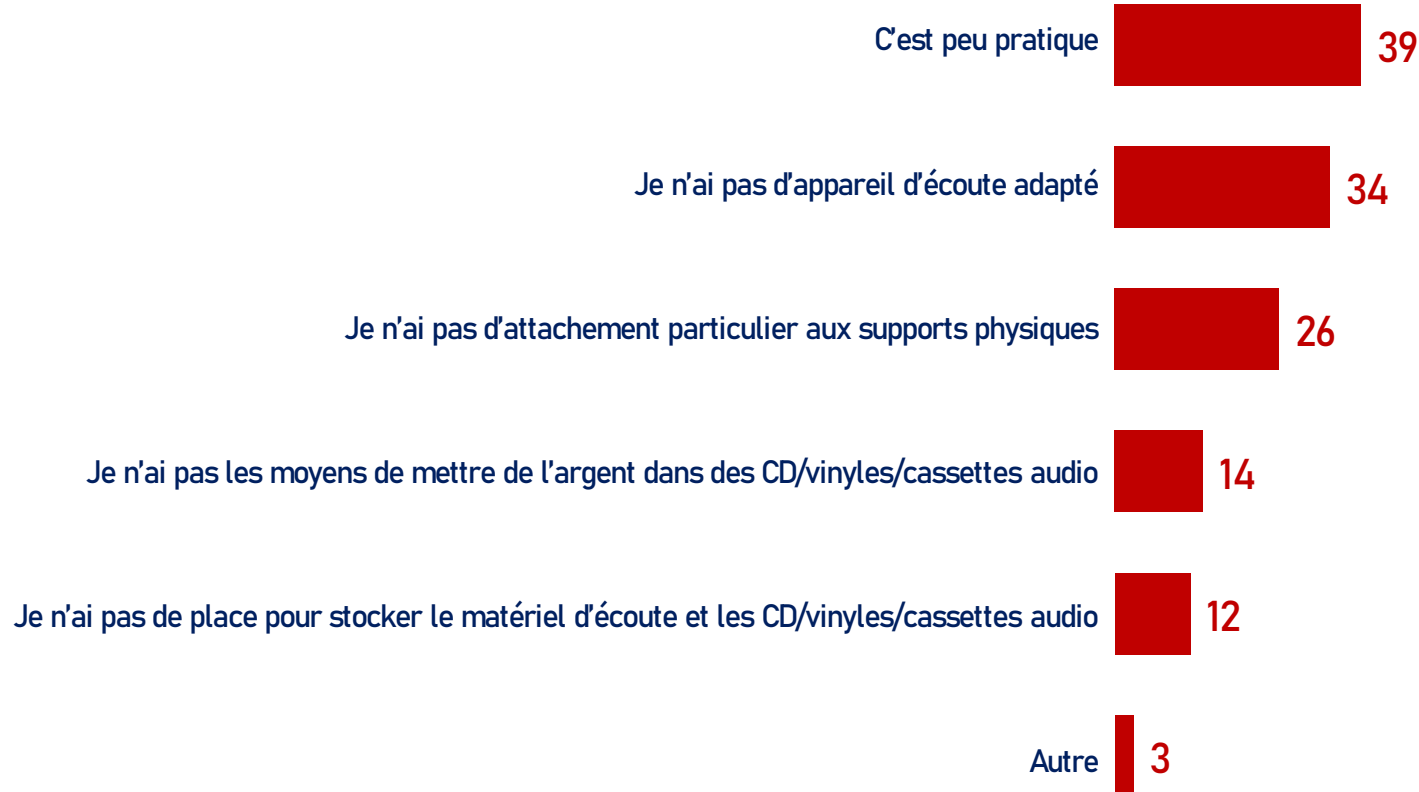 C'est peu pratique 39
Je n'ai pas d'appareil d'écoute adapté 34
Je n'ai pas d'attachement particulier aux supports physiques 26
Je n'ai pas les moyens de mettre de l'argent dans des CD/vinyles/cassettes audio 14
Je n'ai pas de place pour stocker le matériel d'écoute et les CD/vinyles/cassettes audio 12
Autre 3